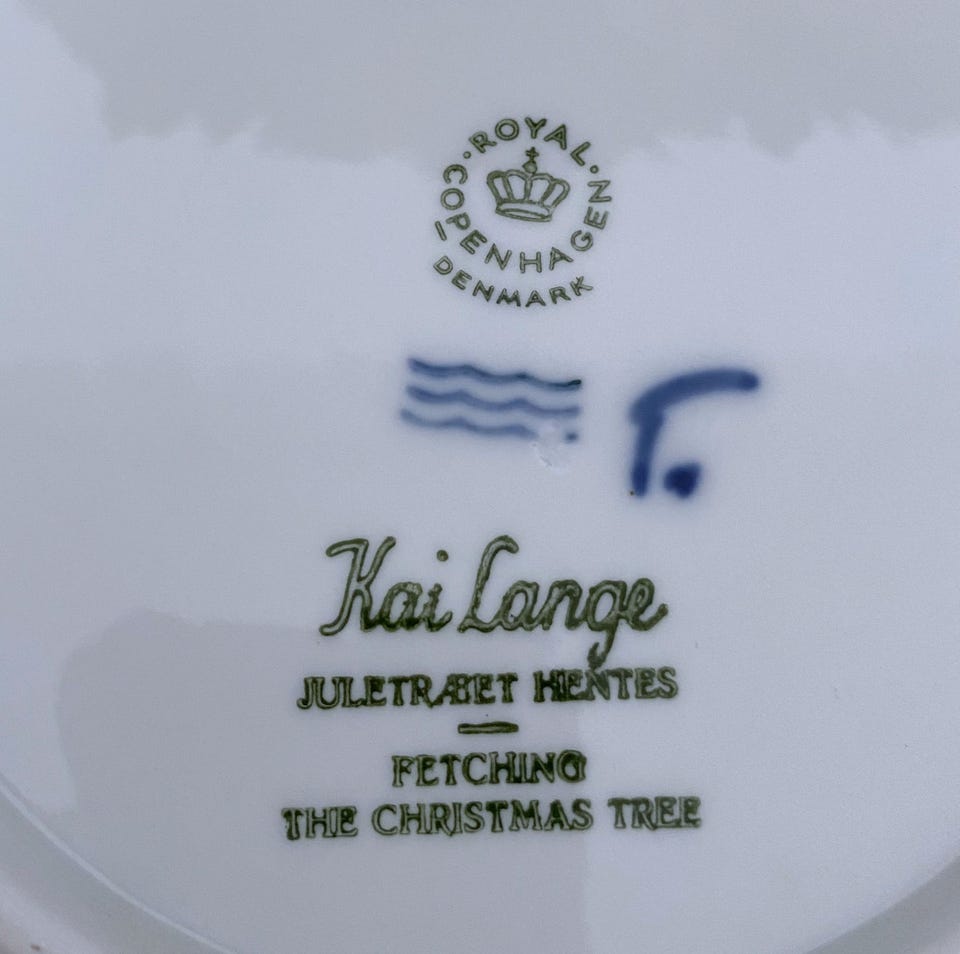 ROYAL
COPENHAGEN
DENMARK
Kai Lange
JULETRÆET HENTES
—
FETCHING
THE CHRISTMAS TREE